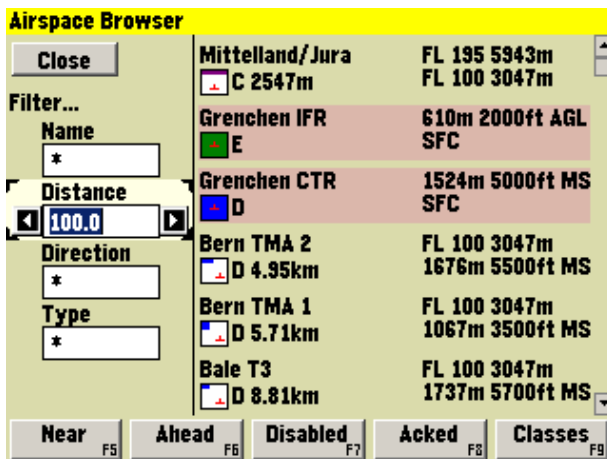 Airspace Browser
Close
Filter...
Name
*
Distance
100.0
Direction
*
Type
*
Mittelland/Jura FL 195 5943m
C 2547m FL 100 3047m
Grenchen IFR 610m 2000ft AGL
E SFC
Grenchen CTR 1524m 5000ft MS
D SFC
Bern TMA 2 FL 100 3047m
D 4.95km 1676m 5500ft MS
Bern TMA 1 FL 100 3047m
D 5.71km 1067m 3500ft MS
Bale T3 FL 100 3047m
D 8.81km 1737m 5700ft MS
Near F5 Ahead F6 Disabled F7 Acked F8 Classes F9